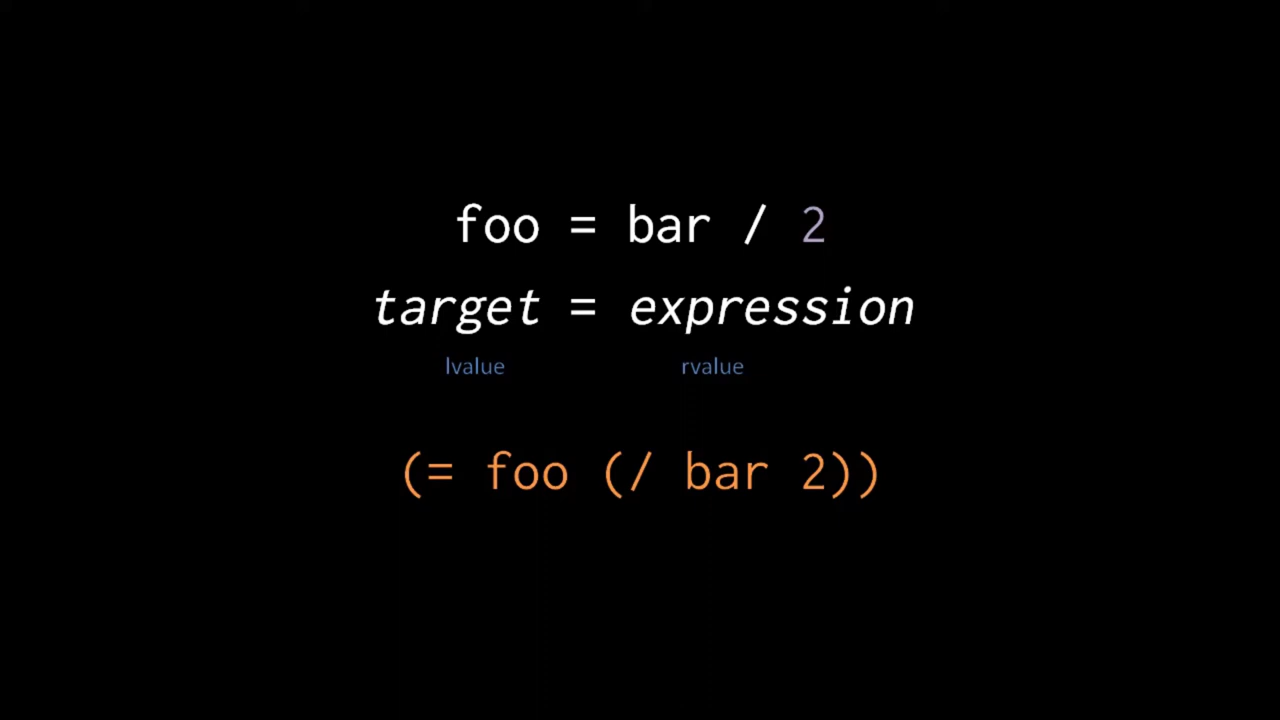 foo = bar / 2
target = expression
lvalue rvalue
(= foo (/ bar 2))